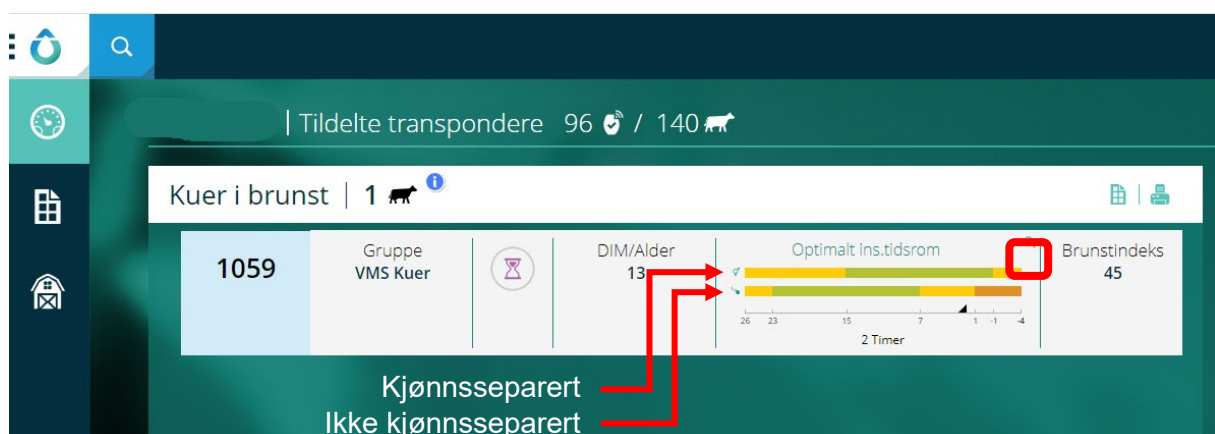 Tildelte transpondere 96 / 140
Kuer i brunst | 1
1059
Gruppe
VMS Kuer
DIM/Alder
13
Optimalt ins.tidsrom
26 23 15 7 1 -1 -4
2 Timer
Brunstindeks
45
Kjønnsseparert
Ikke kjønnsseparert